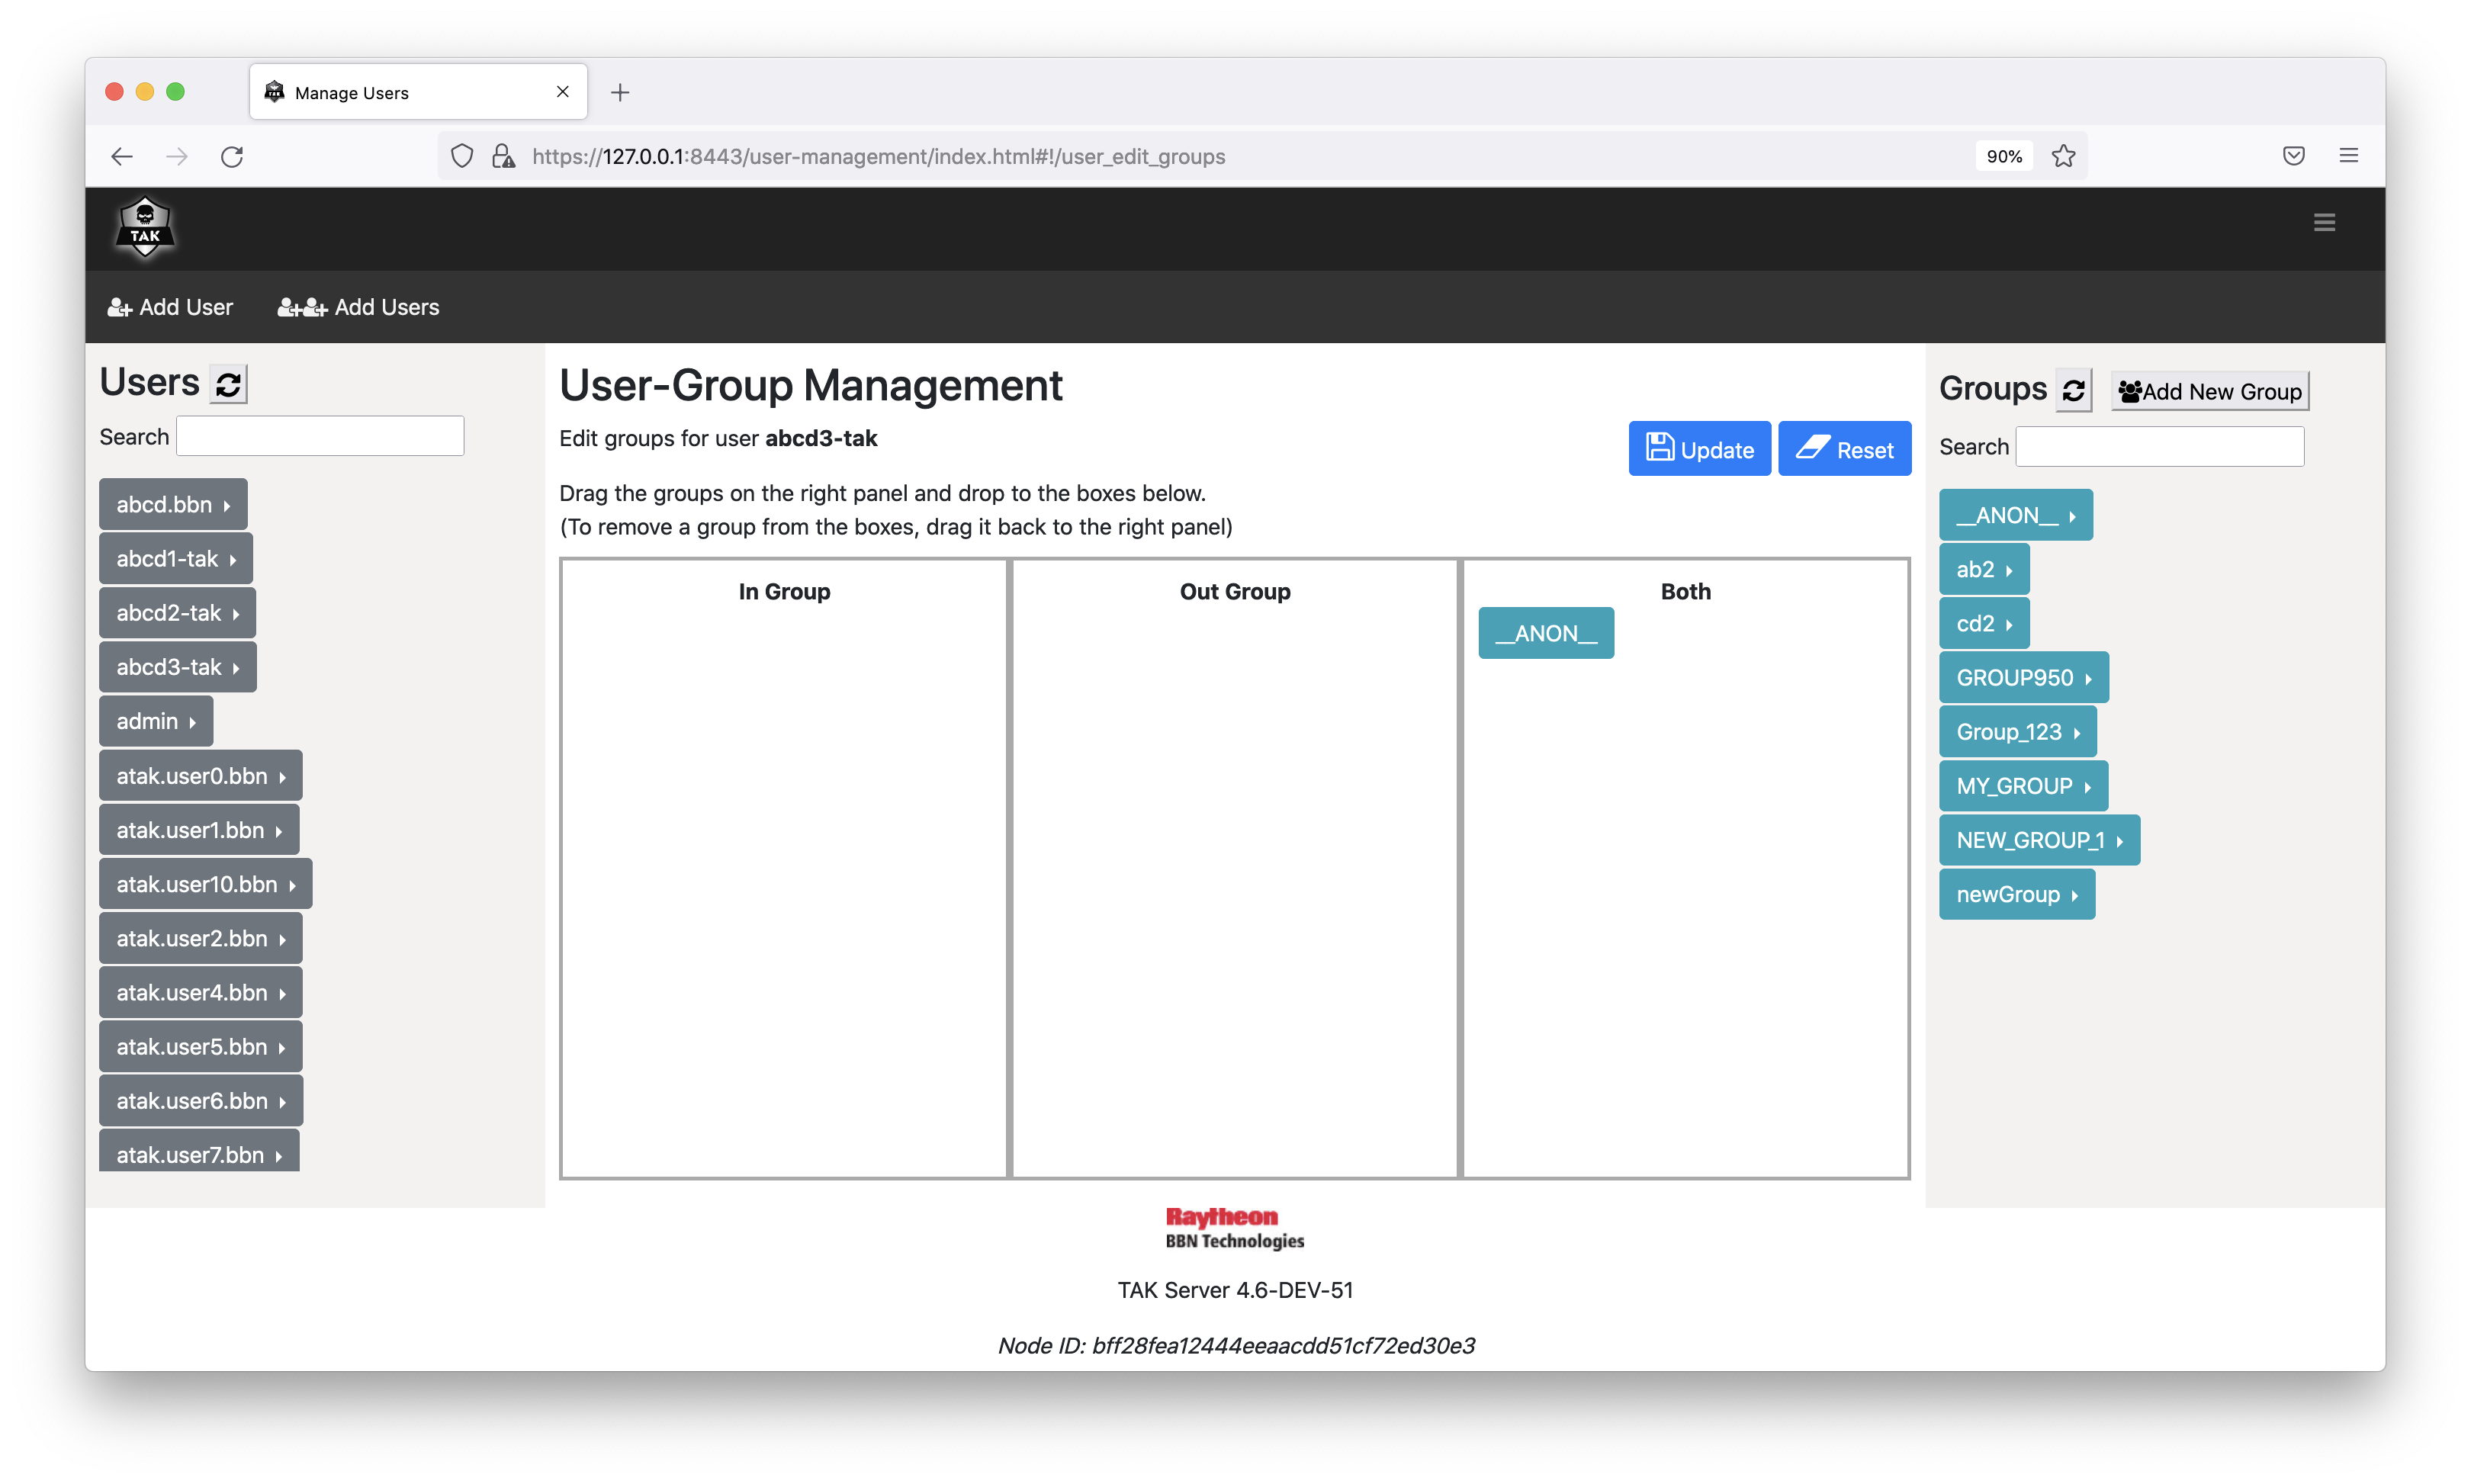 Manage Users
https://127.0.0.1:8443/user-management/index.html#!/user_edit_groups
90%
TAK
Add User
Add Users
Users
Search
abcd.bbn
abcd1-tak
abcd2-tak
abcd3-tak
admin
atak.user0.bbn
atak.user1.bbn
atak.user10.bbn
atak.user2.bbn
atak.user4.bbn
atak.user5.bbn
atak.user6.bbn
atak.user7.bbn
User-Group Management
Edit groups for user abcd3-tak
Update
Reset
Drag the groups on the right panel and drop to the boxes below.
(To remove a group from the boxes, drag it back to the right panel)
In Group
Out Group
Both
__ANON__
Groups
Add New Group
Search
__ANON__
ab2
cd2
GROUP950
Group_123
MY_GROUP
NEW_GROUP_1
newGroup
Raytheon
BBN Technologies
TAK Server 4.6-DEV-51
Node ID: bff28fea12444eeaacdd51cf72ed30e3